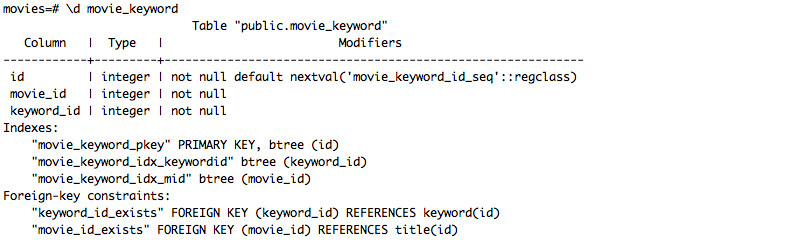 movies=# \d movie_keyword
                         Table "public.movie_keyword"
   Column   |  Type   |                         Modifiers
------------+---------+------------------------------------------------------------
 id         | integer | not null default nextval('movie_keyword_id_seq'::regclass)
 movie_id   | integer | not null
 keyword_id | integer | not null
Indexes:
    "movie_keyword_pkey" PRIMARY KEY, btree (id)
    "movie_keyword_idx_keywordid" btree (keyword_id)
    "movie_keyword_idx_mid" btree (movie_id)
Foreign-key constraints:
    "keyword_id_exists" FOREIGN KEY (keyword_id) REFERENCES keyword(id)
    "movie_id_exists" FOREIGN KEY (movie_id) REFERENCES title(id)